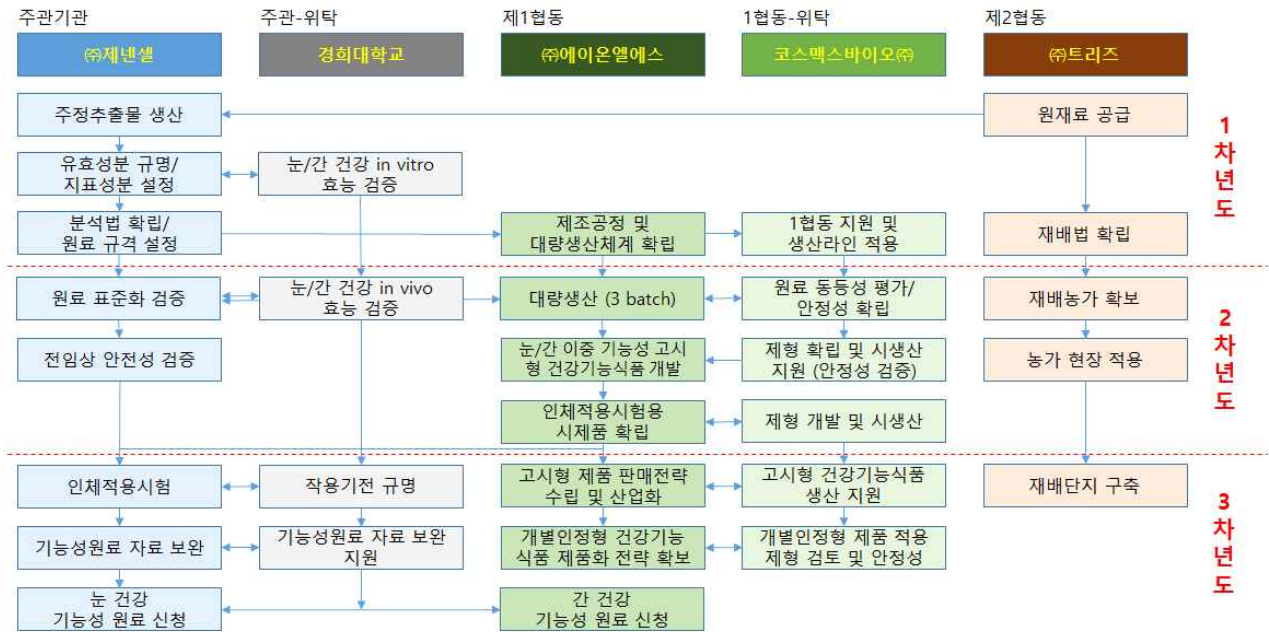 주관기관
주관-위탁
제1협동
1협동-위탁
제2협동
㈜제넨셀
경희대학교
㈜에이온엘에스
코스맥스바이오㈜
㈜트리즈
주정추출물 생산
원재료 공급
1
차
년
도
유효성분 규명/
지표성분 설정
눈/간 건강 in vitro
효능 검증
분석법 확립/
원료 규격 설정
제조공정 및
대량생산체계 확립
1협동 지원 및
생산라인 적용
재배법 확립
원료 표준화 검증
눈/간 건강 in vivo
효능 검증
대량생산 (3 batch)
원료 동등성 평가/
안정성 확립
재배농가 확보
2
차
년
도
전임상 안전성 검증
눈/간 이중 기능성 고시
형 건강기능식품 개발
제형 확립 및 시생산
지원 (안정성 검증)
농가 현장 적용
인체적용시험용
시제품 확립
제형 개발 및 시생산
인체적용시험
작용기전 규명
고시형 제품 판매전략
수립 및 산업화
고시형 건강기능식품
생산 지원
재배단지 구축
3
차
년
도
기능성원료 자료 보완
기능성원료 자료 보완
지원
개별인정형 건강기능
식품 제품화 전략 확보
개별인정형 제품 적용
제형 검토 및 안정성
눈 건강
기능성 원료 신청
간 건강
기능성 원료 신청